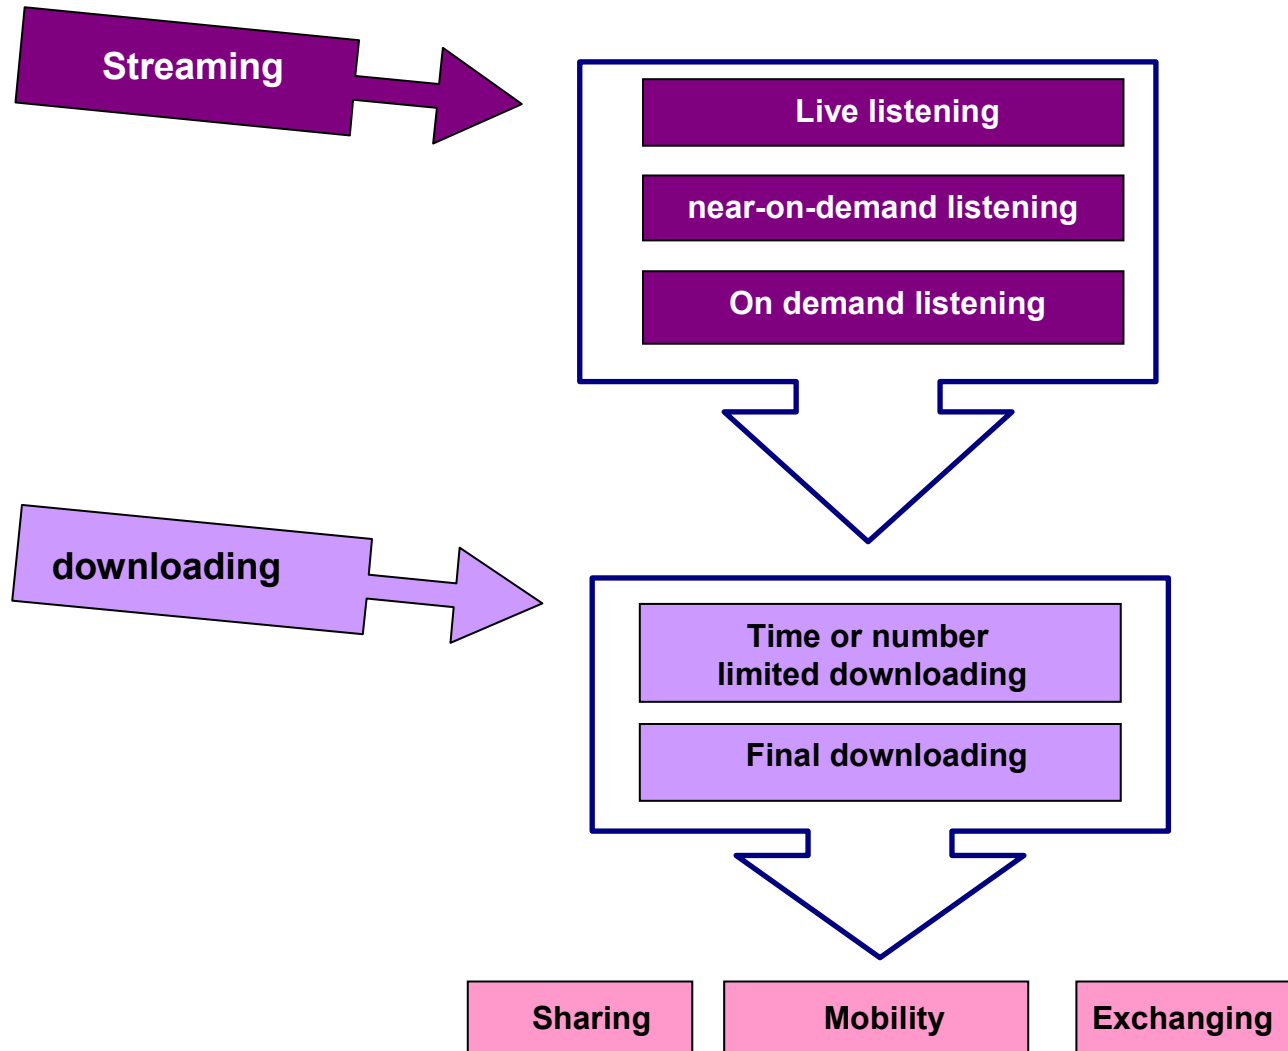 Streaming
Live listening
near-on-demand listening
On demand listening
downloading
Time or number
limited downloading
Final downloading
Sharing
Mobility
Exchanging